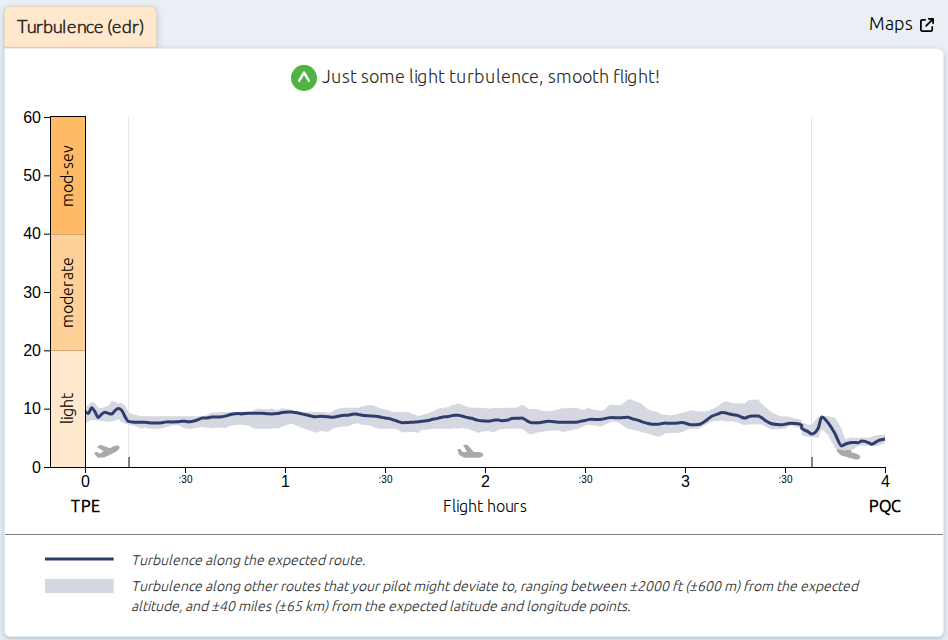 Turbulence (edr)
Maps
Just some light turbulence, smooth flight!
60
50
40
30
20
10
0
mod-sev
moderate
light
0 :30 1 :30 2 :30 3 :30 4
TPE Flight hours PQC
Turbulence along the expected route.
Turbulence along other routes that your pilot might deviate to, ranging between ±2000 ft (±600 m) from the expected
altitude, and ±40 miles (±65 km) from the expected latitude and longitude points.